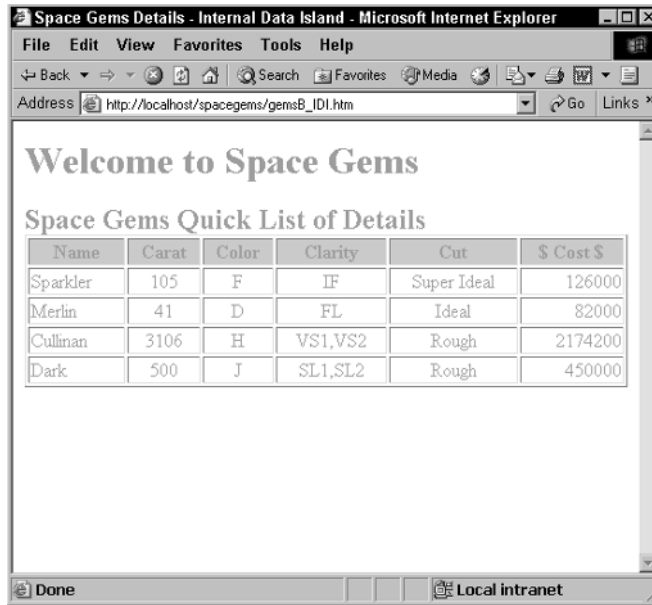 Space Gems Details - Internal Data Island - Microsoft Internet Explorer
File Edit View Favorites Tools Help
Back Search Favorites Media
Address http://localhost/spacegems/gemsB_IDI.htm Go Links »
Welcome to Space Gems
Space Gems Quick List of Details
Name Carat Color Clarity Cut $ Cost $
Sparkler 105 F IF Super Ideal 126000
Merlin 41 D FL Ideal 82000
Cullinan 3106 H VS1,VS2 Rough 2174200
Dark 500 J SL1,SL2 Rough 450000
Done Local intranet